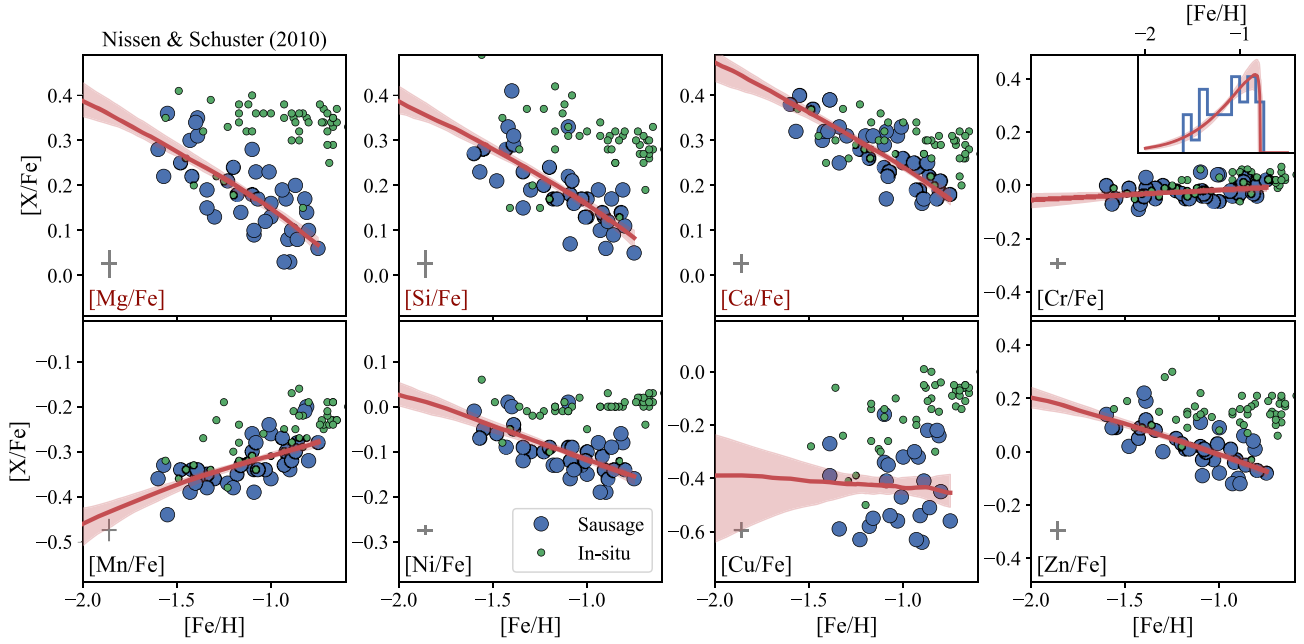 [Fe/H]
−2 −1
Nissen & Schuster (2010)
0.4
0.3
0.2
0.1
0.0
[X/Fe]
[Mg/Fe]
0.4
0.3
0.2
0.1
0.0
[Si/Fe]
0.4
0.3
0.2
0.1
0.0
[Ca/Fe]
0.4
0.2
0.0
−0.2
−0.4
[Cr/Fe]
−0.1
−0.2
−0.3
−0.4
−0.5
[X/Fe]
[Mn/Fe]
−2.0 −1.5 −1.0
[Fe/H]
0.1
0.0
−0.1
−0.2
−0.3
[Ni/Fe]
Sausage
In-situ
−2.0 −1.5 −1.0
[Fe/H]
0.0
−0.2
−0.4
−0.6
[Cu/Fe]
−2.0 −1.5 −1.0
[Fe/H]
0.4
0.2
0.0
−0.2
−0.4
[Zn/Fe]
−2.0 −1.5 −1.0
[Fe/H]